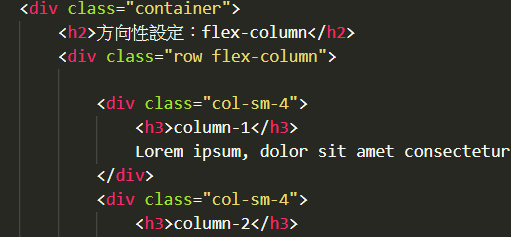 <div class="container">
<h2>方向性設定：flex-column</h2>
<div class="row flex-column">
<div class="col-sm-4">
<h3>column-1</h3>
Lorem ipsum, dolor sit amet consectetur
</div>
<div class="col-sm-4">
<h3>column-2</h3>